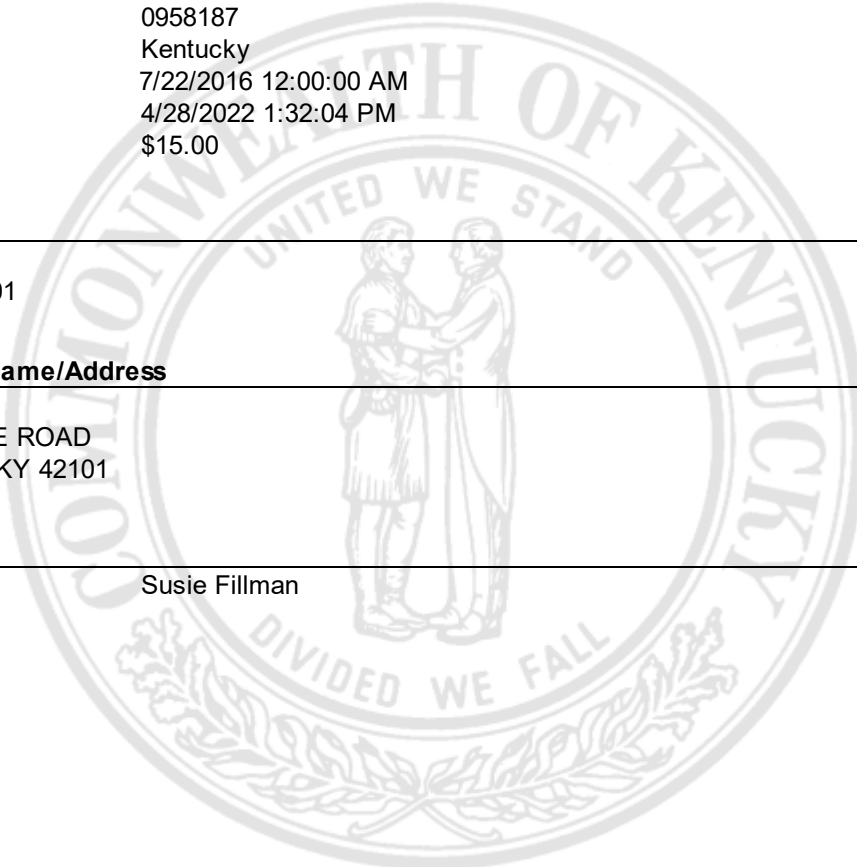 0958187
Kentucky
7/22/2016 12:00:00 AM
4/28/2022 1:32:04 PM
$15.00
COMMONWEALTH OF KENTUCKY
UNITED WE STAND
01
ame/Address
E ROAD
KY 42101
Susie Fillman
DIVIDED WE FALL